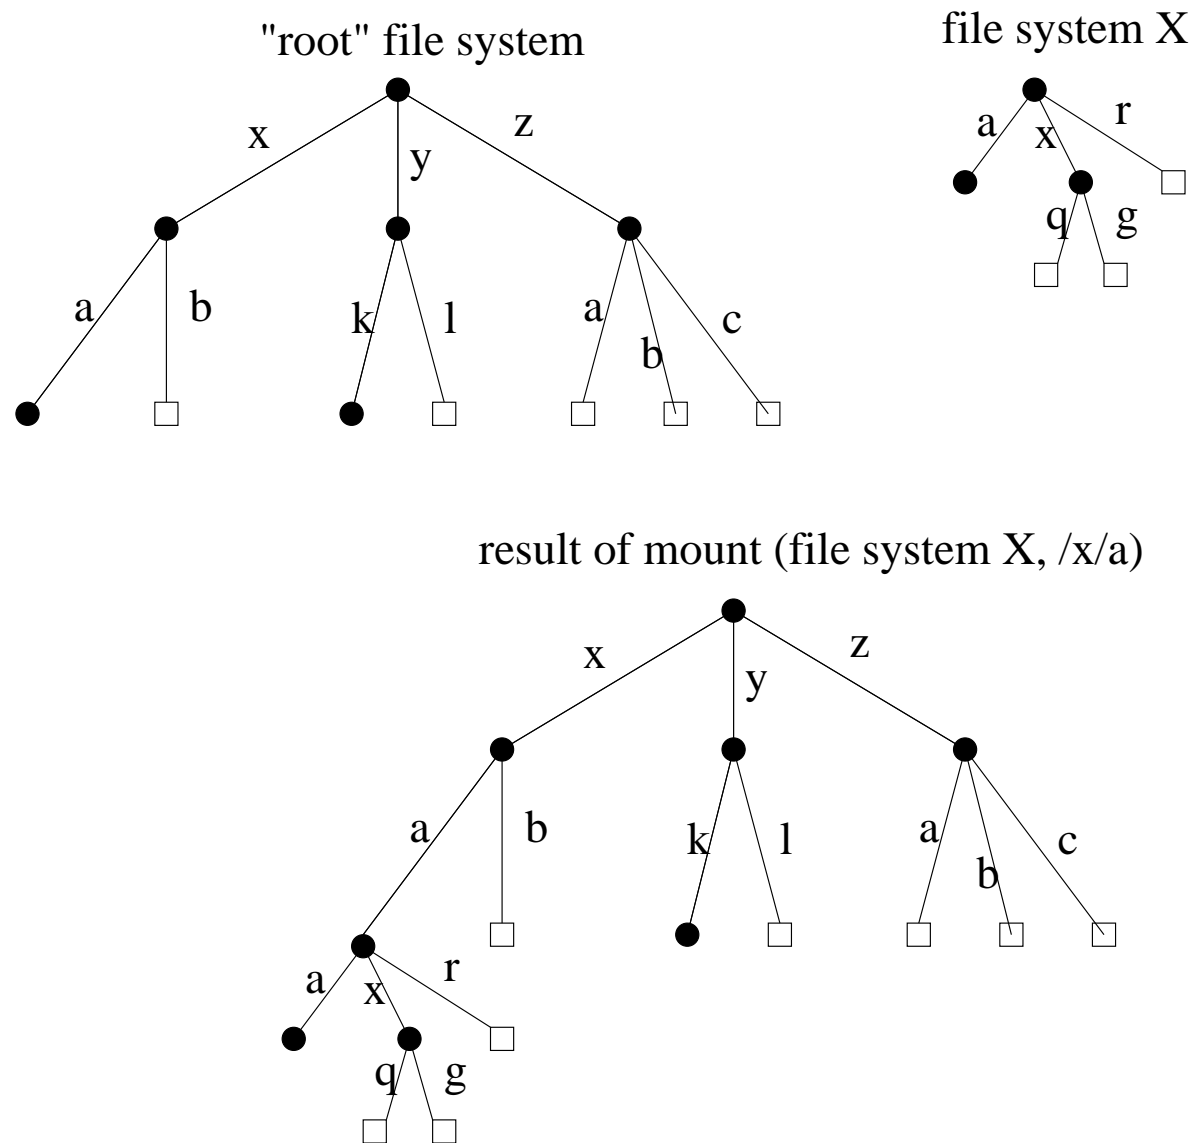 "root" file system
file system X
x
y
z
a
b
k
l
a
b
c
a
x
r
q
g
result of mount (file system X, /x/a)
x
y
z
a
b
k
l
a
b
c
a
x
r
q
g